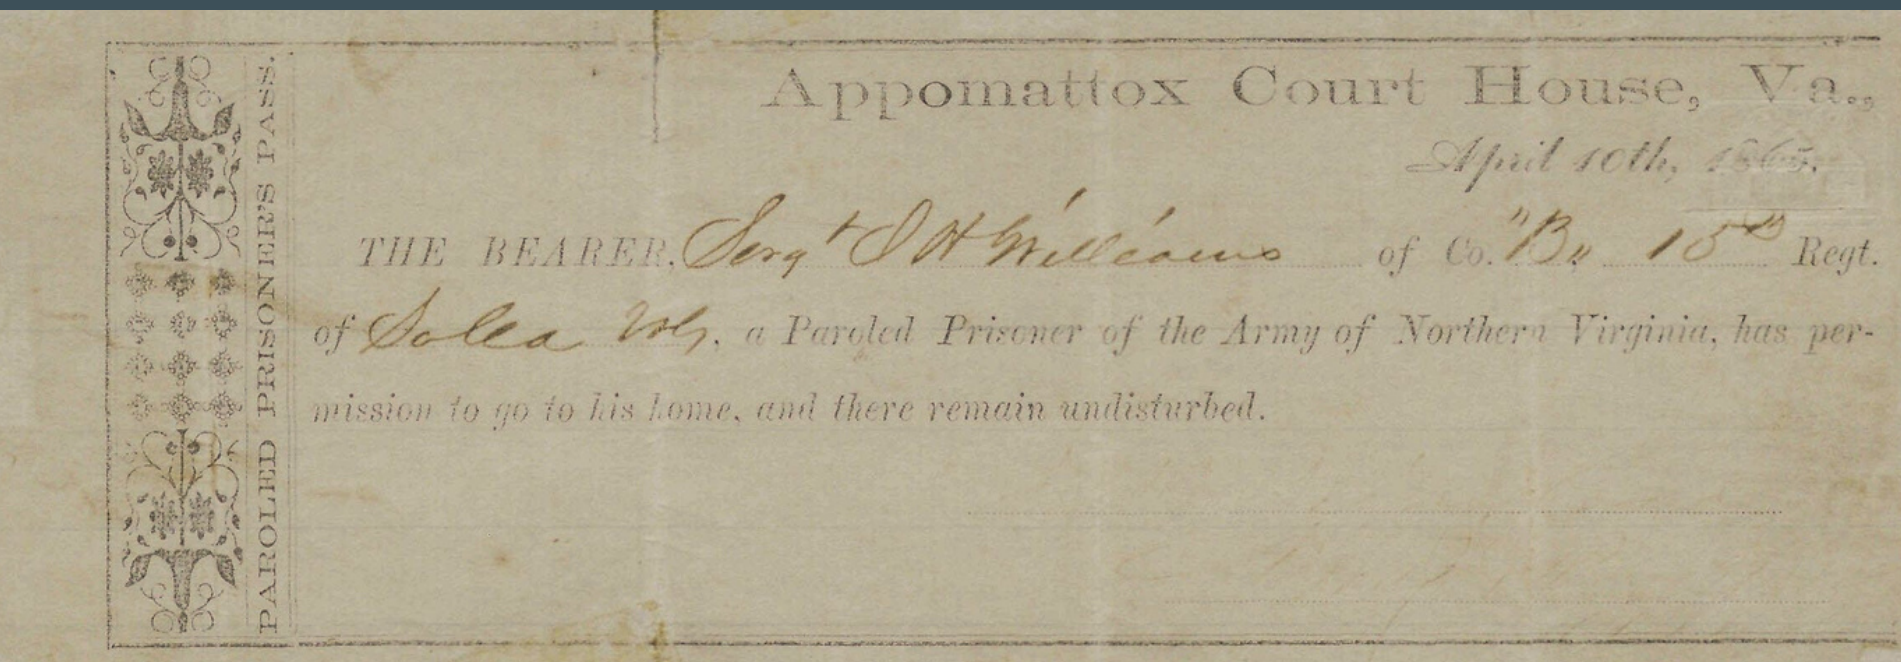 PAROLED PRISONER'S PASS.
Appomattox Court House, Va.,
April 10th, 1865.
THE BEARER, Sergt S H Williams of Co. "B" 15th Regt.
of Vols. a Paroled Prisoner of the Army of Northern Virginia, has per-
mission to go to his home, and there remain undisturbed.